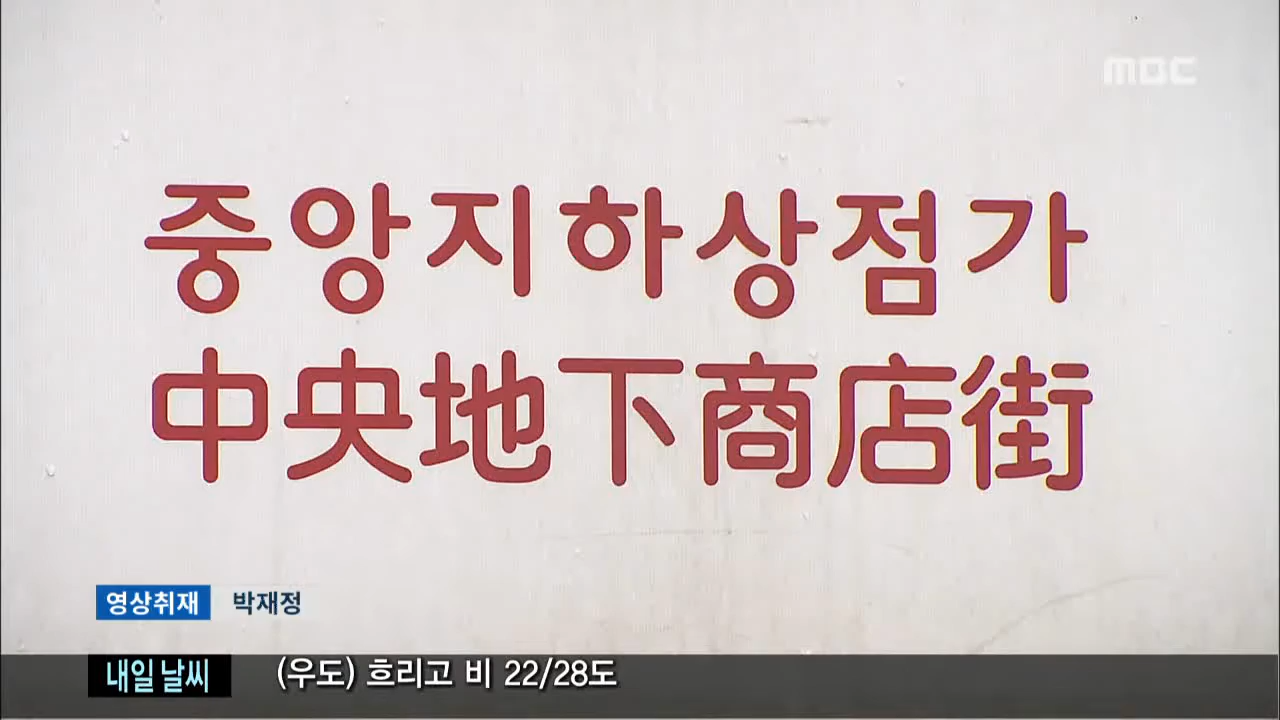 mbc
중앙지하상점가
中央地下商店街
영상취재 박재정
내일 날씨 (우도) 흐리고 비 22/28도